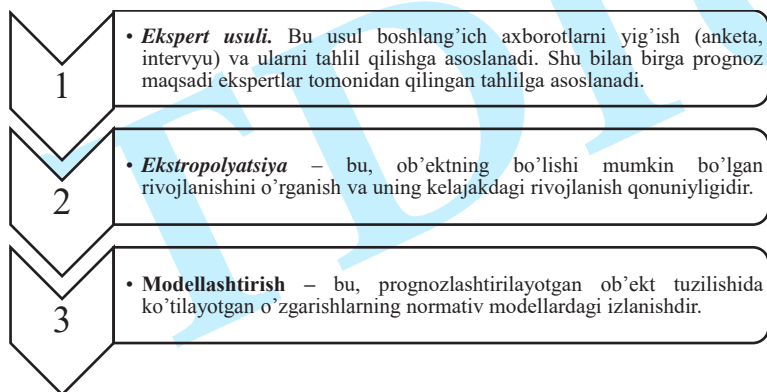 1
• Ekspert usuli. Bu usul boshlang'ich axborotlarni yig'ish (anketa,
intervyu) va ularni tahlil qilishga asoslanadi. Shu bilan birga prognoz
maqsadi ekspertlar tomonidan qilingan tahlilga asoslanadi.
2
• Ekstropolyatsiya – bu, ob'ektning bo'lishi mumkin bo'lgan
rivojlanishini o'rganish va uning kelajakdagi rivojlanish qonuniyligidir.
3
• Modellashtirish – bu, prognozlashtirilayotgan ob'ekt tuzilishida
ko'tilayotgan o'zgarishlarning normativ modellardagi izlanishdir.